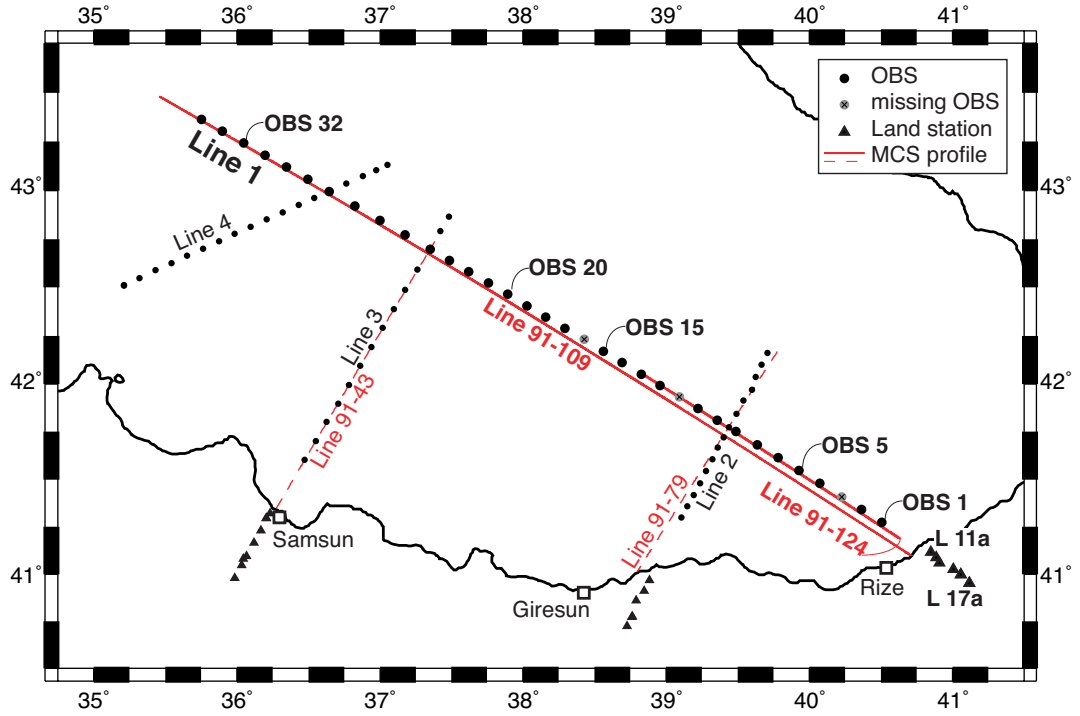 35° 36° 37° 38° 39° 40° 41°
OBS
missing OBS
Land station
MCS profile
OBS 32
Line 1
43° 43°
Line 4
OBS 20
OBS 15
Line 91-109
Line 3
42° 42°
Line 91-43
OBS 5
Line 2
Line 91-79
OBS 1
Line 91-124
Samsun
L 11a
41° 41°
Rize
Giresun
L 17a
35° 36° 37° 38° 39° 40° 41°